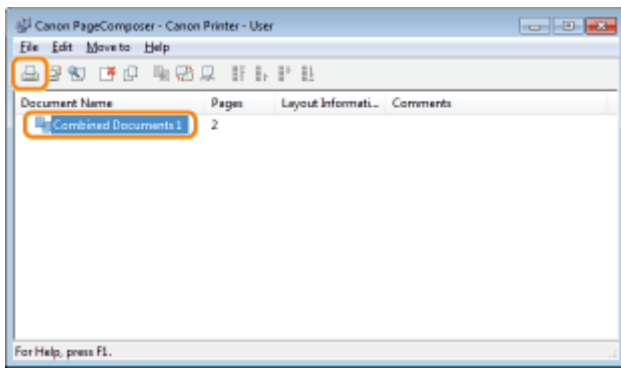 Canon PageComposer - Canon Printer - User
File Edit Move to Help
Document Name Pages Layout Informati... Comments
Combined Documents 1 2
For Help, press F1.